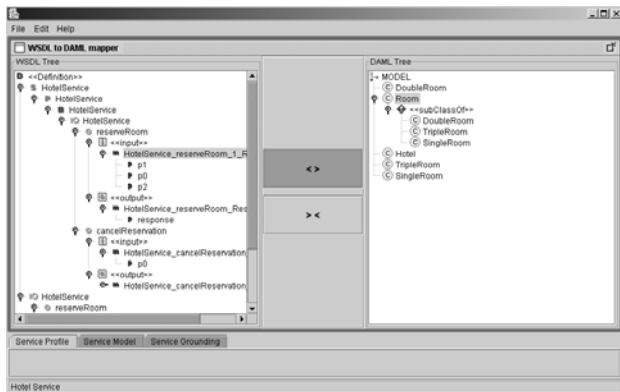 File Edit Help
WSDL to DAML mapper
WSDL Tree
D <<Definition>>
S HotelService
P HotelService
B HotelService
I/O HotelService
reserveRoom
I <<input>>
HotelService_reserveRoom_1_R
P p1
P p0
P p2
<<output>>
HotelService_reserveRoom_Res
P response
cancelReservation
I <<input>>
HotelService_cancelReservation
P p0
<<output>>
HotelService_cancelReservation
I/O HotelService
reserveRoom
< >
> <
DAML Tree
MODEL
C DoubleRoom
C Room
<<subClassOf>>
C DoubleRoom
C TripleRoom
C SingleRoom
C Hotel
C TripleRoom
C SingleRoom
Service Profile Service Model Service Grounding
Hotel Service